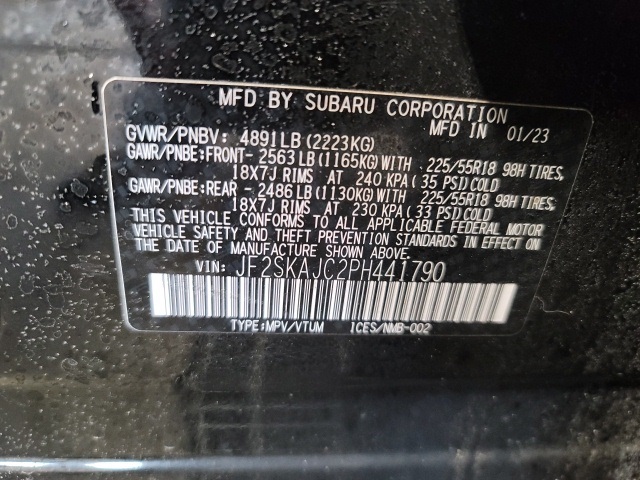 MFD BY SUBARU CORPORATION
GVWR/PNBV: 4891LB (2223KG) MFD IN 01/23
GAWR/PNBE:FRONT- 2563LB (1165KG) WITH 225/55R18 98H TIRES,
18X7J RIMS AT 240 KPA (35 PSI) COLD
GAWR/PNBE:REAR - 2486LB (1130KG) WITH 225/55R18 98H TIRES,
18X7J RIMS AT 230 KPA (33 PSI) COLD
THIS VEHICLE CONFORMS TO ALL APPLICABLE FEDERAL MOTOR
VEHICLE SAFETY AND THEFT PREVENTION STANDARDS IN EFFECT ON
THE DATE OF MANUFACTURE SHOWN ABOVE.
VIN: JF2SKAJC2PH441790
TYPE:MPV/VTUM ICES/NMB-002